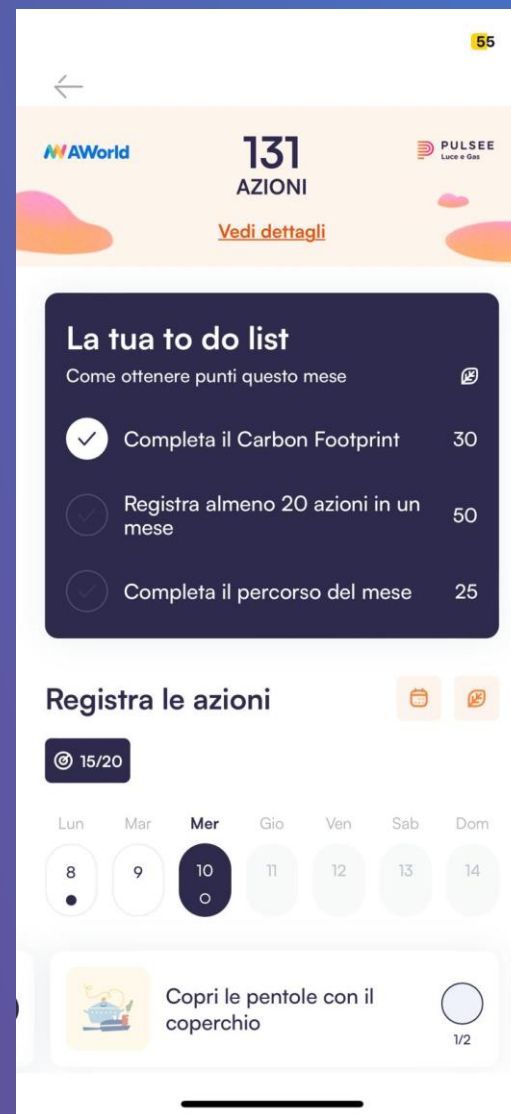 55
AWorld
131
AZIONI
Vedi dettagli
PULSEE
Luce e Gas
La tua to do list
Come ottenere punti questo mese
Completa il Carbon Footprint 30
Registra almeno 20 azioni in un
mese 50
Completa il percorso del mese 25
Registra le azioni
15/20
Lun Mar Mer Gio Ven Sab Dom
8 9 10 11 12 13 14
Copri le pentole con il
coperchio
1/2